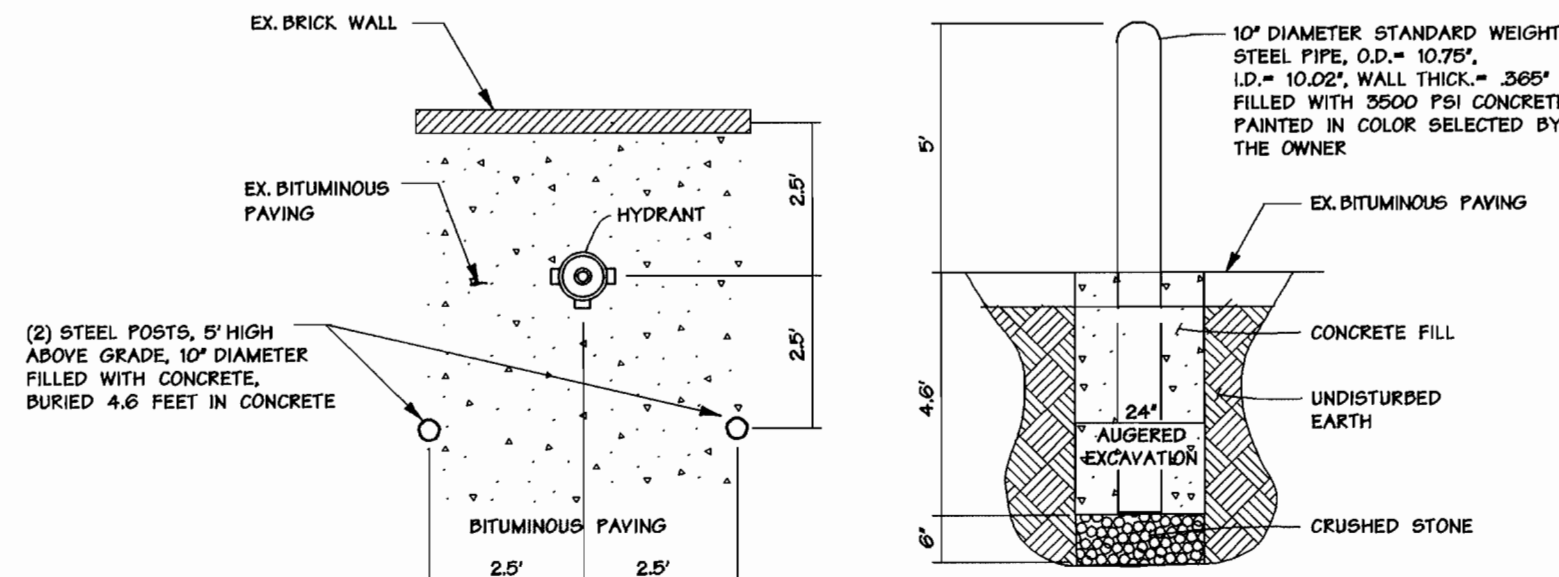 EX. BRICK WALL
EX. BITUMINOUS
PAVING
HYDRANT
2.5'
2.5'
(2) STEEL POSTS, 5' HIGH
ABOVE GRADE, 10" DIAMETER
FILLED WITH CONCRETE,
BURIED 4.6 FEET IN CONCRETE
BITUMINOUS PAVING
2.5'
2.5'
10" DIAMETER STANDARD WEIGHT
STEEL PIPE, O.D.= 10.75",
I.D.= 10.02", WALL THICK.= .365"
FILLED WITH 3500 PSI CONCRETE
PAINTED IN COLOR SELECTED BY
THE OWNER
5'
EX. BITUMINOUS PAVING
CONCRETE FILL
4.6'
24"
AUGERED
EXCAVATION
UNDISTURBED
EARTH
6"
CRUSHED STONE